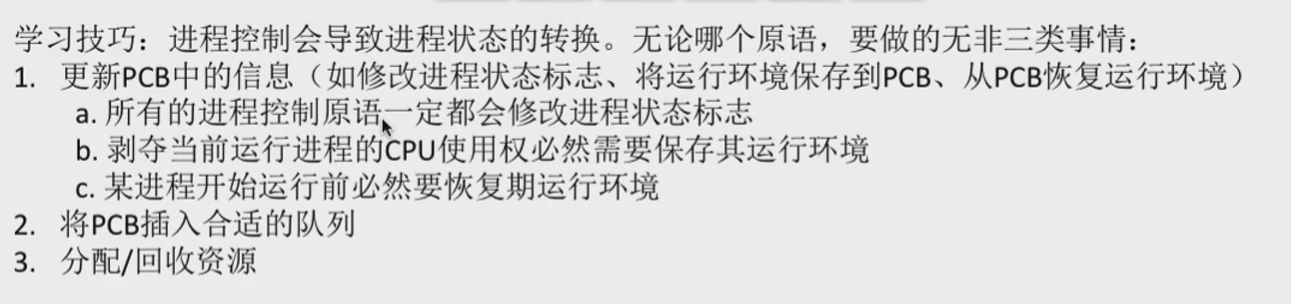 学习技巧：进程控制会导致进程状态的转换。无论哪个原语，要做的无非三类事情：
1. 更新PCB中的信息（如修改进程状态标志、将运行环境保存到PCB、从PCB恢复运行环境）
a. 所有的进程控制原语一定都会修改进程状态标志
b. 剥夺当前运行进程的CPU使用权必然需要保存其运行环境
c. 某进程开始运行前必然要恢复期运行环境
2. 将PCB插入合适的队列
3. 分配/回收资源